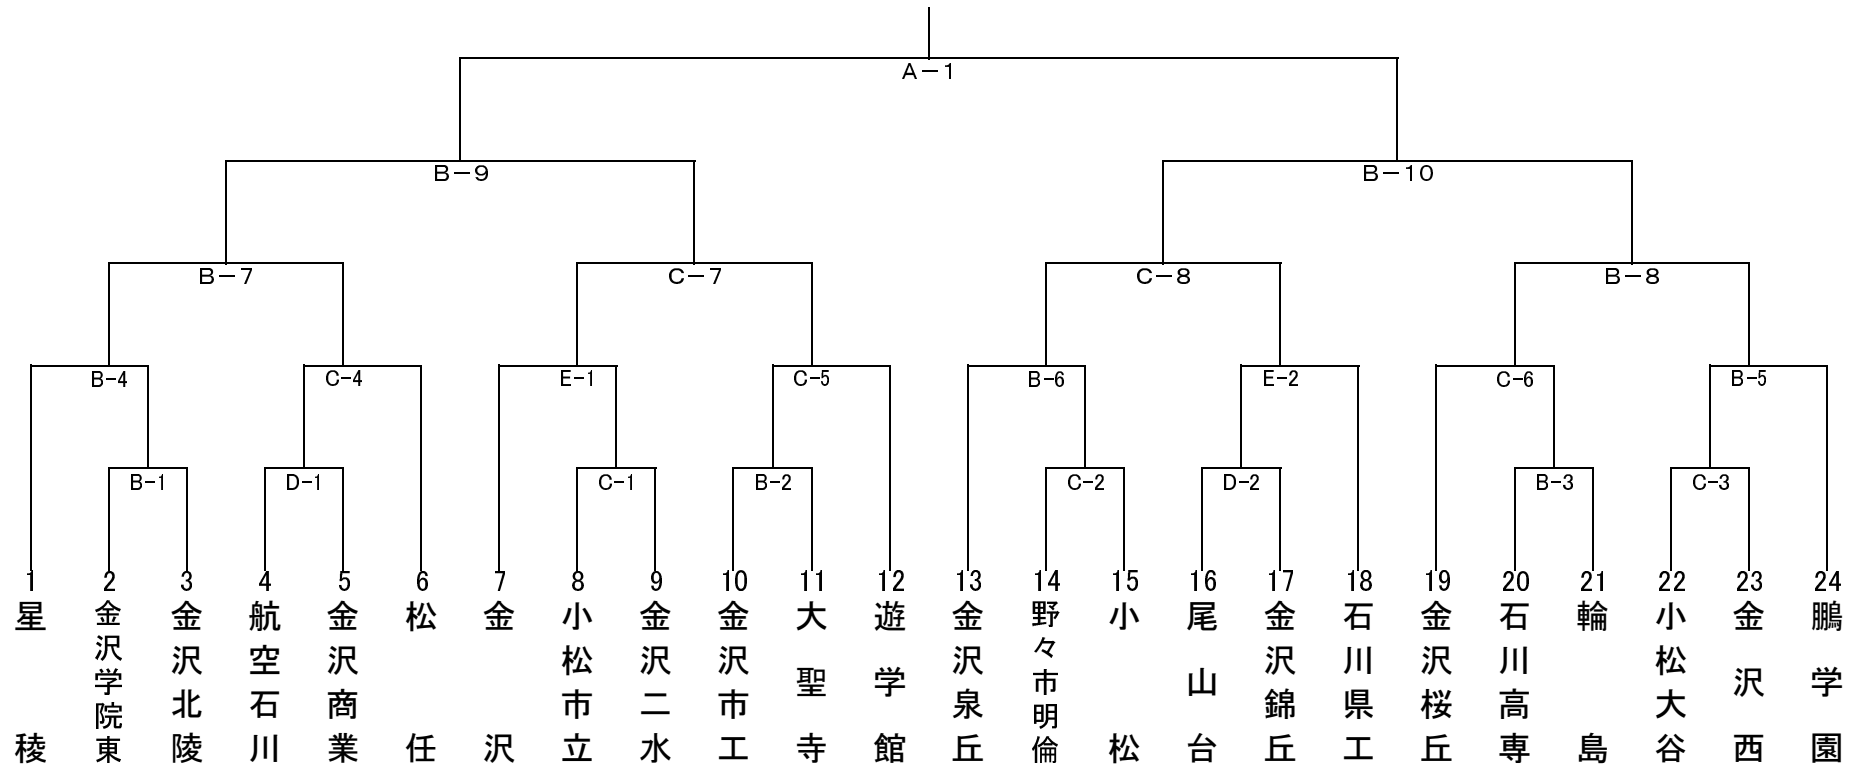 A－1
B－9
B－10
B－7
C－7
C－8
B－8
B-4
C-4
E-1
C-5
B-6
E-2
C-6
B-5
B-1
D-1
C-1
B-2
C-2
D-2
B-3
C-3
1
2
3
4
5
6
7
8
9
10
11
12
13
14
15
16
17
18
19
20
21
22
23
24
星稜
金沢学院東
金沢北陵
航空石川
金沢商業
松任
金沢
小松市立
金沢二水
金沢市工
大聖寺
遊学館
金沢泉丘
野々市明倫
小松
尾山台
金沢錦丘
石川県工
金沢桜丘
石川高専
輪島
小松大谷
金沢西
鵬学園